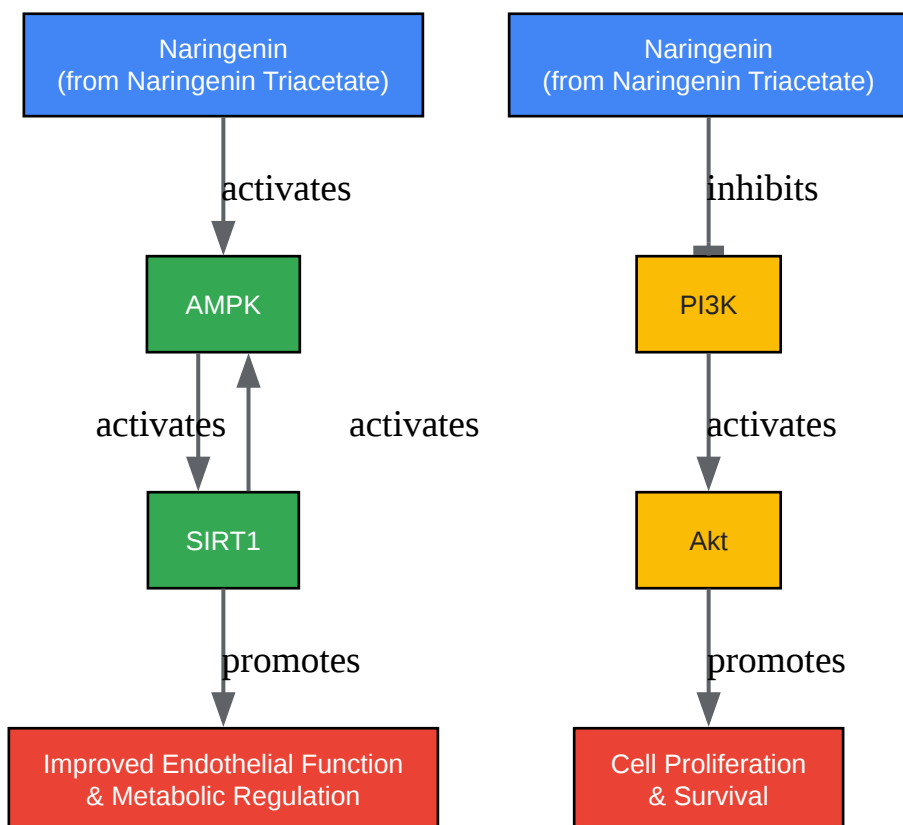 Naringenin
(from Naringenin Triacetate)
activates
AMPK
activates
activates
SIRT1
promotes
Improved Endothelial Function
& Metabolic Regulation
Naringenin
(from Naringenin Triacetate)
inhibits
PI3K
activates
Akt
promotes
Cell Proliferation
& Survival